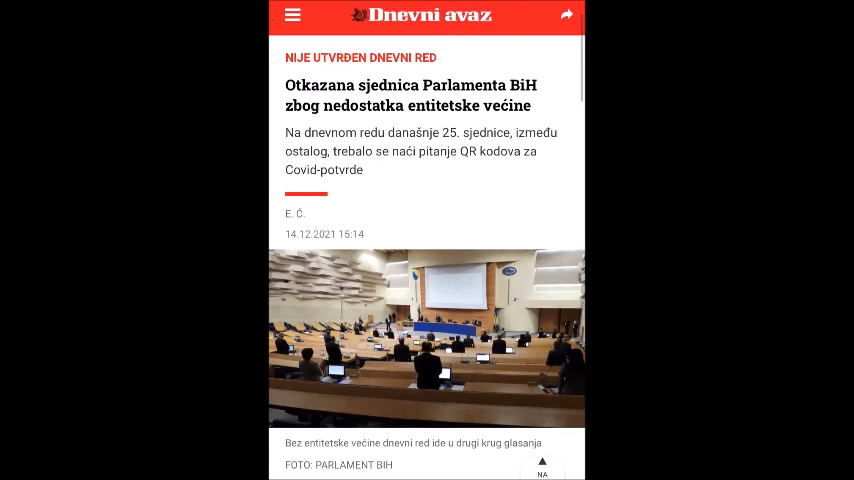 Dnevni avaz
NIJE UTVRĐEN DNEVNI RED
Otkazana sjednica Parlamenta BiH
zbog nedostatka entitetske većine
Na dnevnom redu današnje 25. sjednice, između
ostalog, trebalo se naći pitanje QR kodova za
Covid-potvrde
E. Ć.
14.12.2021 15:14
Bez entitetske većine dnevni red ide u drugi krug glasanja
FOTO: PARLAMENT BIH
NA